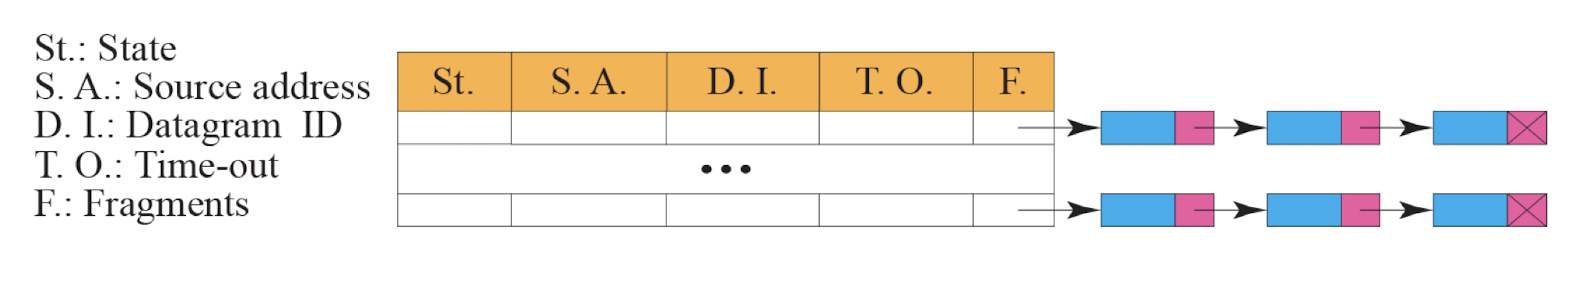 St.: State
S. A.: Source address
D. I.: Datagram ID
T. O.: Time-out
F.: Fragments
St. S. A. D. I. T. O. F.
•••